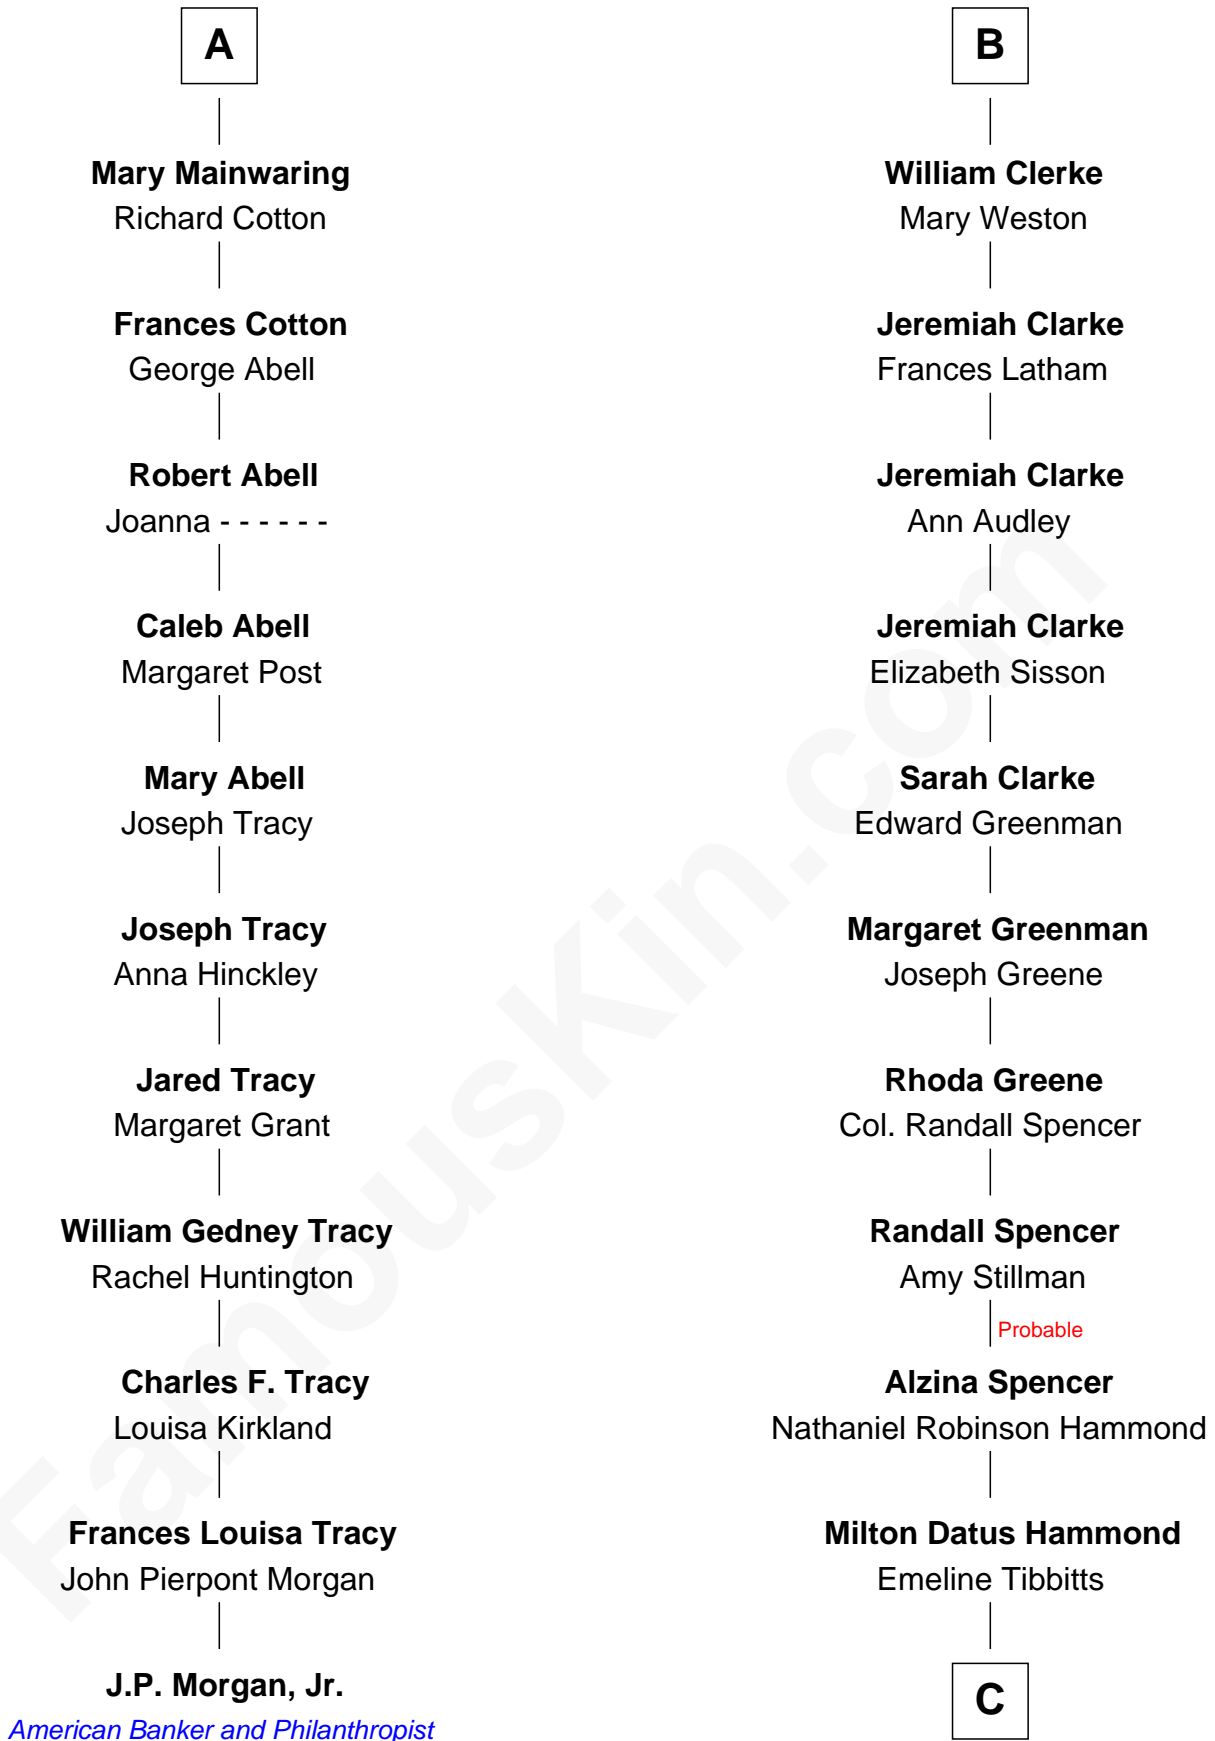 A
Mary Mainwaring
Richard Cotton
Frances Cotton
George Abell
Robert Abell
Joanna - - - - - -
Caleb Abell
Margaret Post
Mary Abell
Joseph Tracy
Joseph Tracy
Anna Hinckley
Jared Tracy
Margaret Grant
William Gedney Tracy
Rachel Huntington
Charles F. Tracy
Louisa Kirkland
Frances Louisa Tracy
John Pierpont Morgan
J.P. Morgan, Jr.
American Banker and Philanthropist
B
William Clerke
Mary Weston
Jeremiah Clarke
Frances Latham
Jeremiah Clarke
Ann Audley
Jeremiah Clarke
Elizabeth Sisson
Sarah Clarke
Edward Greenman
Margaret Greenman
Joseph Greene
Rhoda Greene
Col. Randall Spencer
Randall Spencer
Amy Stillman
Probable
Alzina Spencer
Nathaniel Robinson Hammond
Milton Datus Hammond
Emeline Tibbitts
C
FamousKin.com